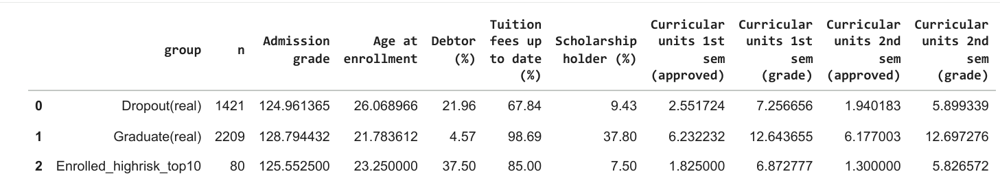 Tuition Curricular Curricular Curricular Curricular
Admission Age at Debtor fees up Scholarship units 1st units 1st units 2nd units 2nd
group n grade enrollment (%) to date holder (%) sem sem sem sem
(%) (approved) (grade) (approved) (grade)
0 Dropout(real) 1421 124.961365 26.068966 21.96 67.84 9.43 2.551724 7.256656 1.940183 5.899339
1 Graduate(real) 2209 128.794432 21.783612 4.57 98.69 37.80 6.232232 12.643655 6.177003 12.697276
2 Enrolled_highrisk_top10 80 125.552500 23.250000 37.50 85.00 7.50 1.825000 6.872777 1.300000 5.826572